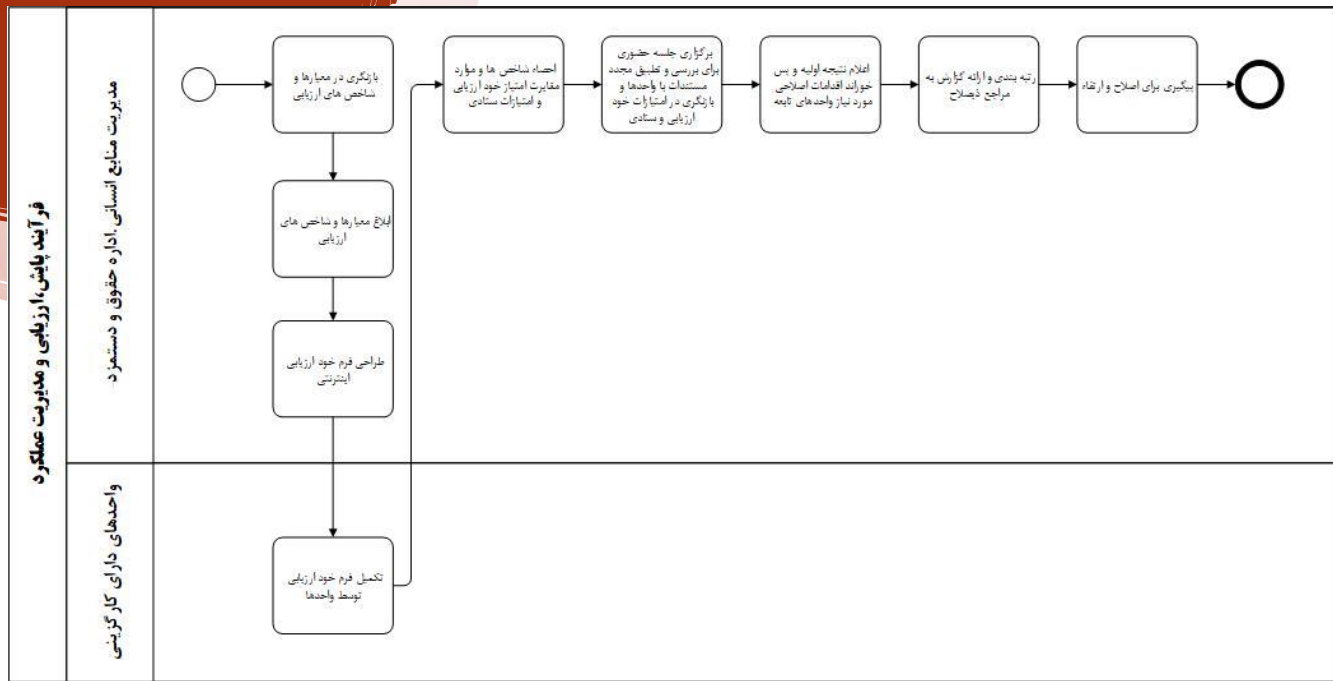 فرآیند پایش،ارزیابی و مدیریت عملکرد
مدیریت منابع انسانی.اداره حقوق و دستمزد
بازنگری در معیارها و
شاخص های ارزیابی
ابلاغ معیارها و شاخص های
ارزیابی
طراحی فرم خود ارزیابی
اینترنتی
احصاء شاخص ها و موارد
مغایرت امتیاز خود ارزیابی
و امتیازات ستادی
برگزاری جلسه حضوری
برای بررسی و تطبیق مجدد
مستندات با واحدها و
بازنگری در امتیازات خود
ارزیابی و ستادی
اعلام نتیجه اولیه و پس
خوراند اقدامات اصلاحی
مورد نیاز واحدهای تابعه
رتبه بندی و ارائه گزارش به
مراجع ذیصلاح
پیگیری برای اصلاح و ارتقاء
واحدهای دارای کارگزینی
تکمیل فرم خود ارزیابی
توسط واحدها